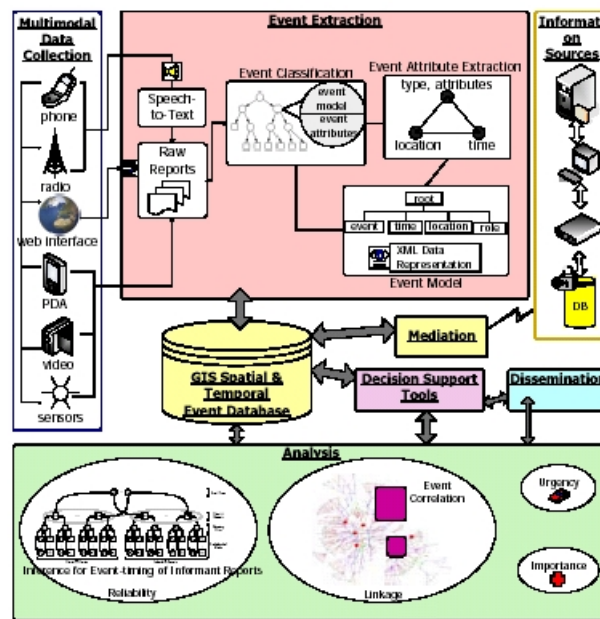 Multimodal
Data
Collection
phone
radio
web interface
PDA
video
sensors
Event Extraction
Speech-
to-Text
Raw
Reports
Event Classification
event
model
event
attributes
Event Attribute Extraction
type, attributes
location
time
root
event
time
location
role
XML Data
Representation
Event Model
Informati
on
Sources
DB
GIS Spatial &
Temporal
Event Database
Mediation
Decision Support
Tools
Dissemination
Analysis
Inference for Event-timing of Informant Reports
Reliability
Event
Correlation
Linkage
Urgency
Importance